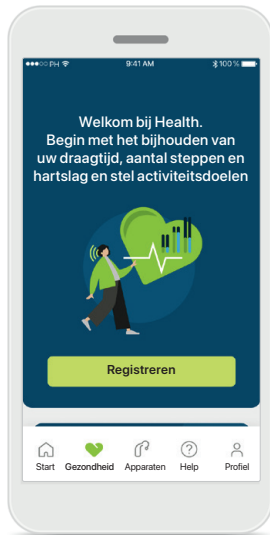 ●●●○○ PH 9:41 AM 100 %
Welkom bij Health.
Begin met het bijhouden van
uw draagtijd, aantal steppen en
hartslag en stel activiteitsdoelen
Registreren
Start Gezondheid Apparaten Help Profiel